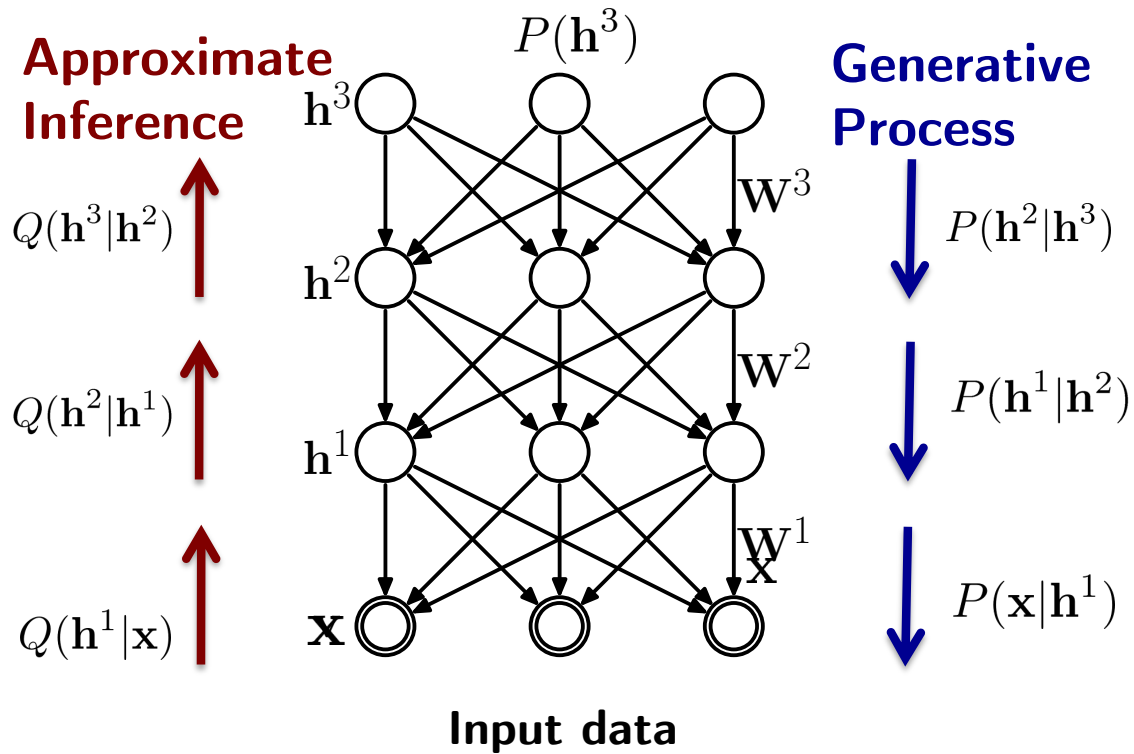 Approximate
Inference
P(h³)
Generative
Process
h³
W³
Q(h³|h²)
P(h²|h³)
h²
W²
Q(h²|h¹)
P(h¹|h²)
h¹
W¹
x
Q(h¹|x)
x
P(x|h¹)
Input data